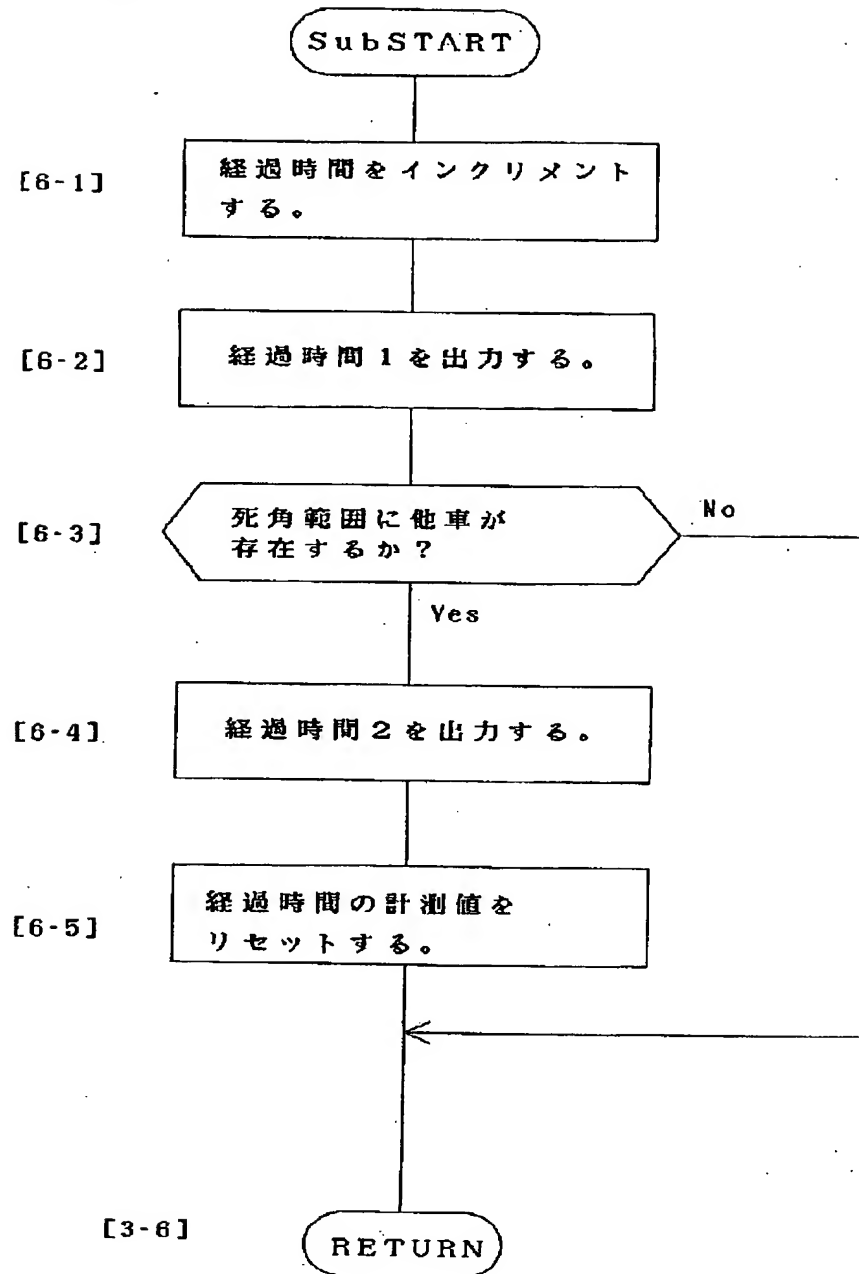 SubSTART
[6-1]
経過時間をインクリメント
する。
[6-2]
経過時間1を出力する。
[6-3]
死角範囲に他車が
存在するか?
No
Yes
[6-4]
経過時間2を出力する。
[6-5]
経過時間の計測値を
リセットする。
[3-6]
RETURN